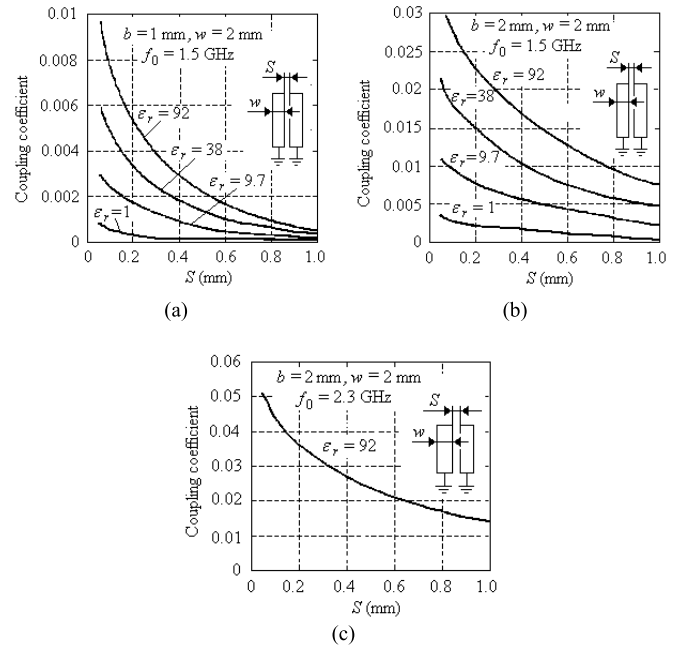 0.01
0.008
0.006
0.004
0.002
0
Coupling coefficient
b = 1 mm, w = 2 mm
f₀ = 1.5 GHz
S
w
εᵣ = 92
εᵣ = 38
εᵣ = 9.7
εᵣ = 1
0 0.2 0.4 0.6 0.8 1.0
S (mm)
(a)
0.03
0.025
0.02
0.015
0.01
0.005
0
Coupling coefficient
b = 2 mm, w = 2 mm
f₀ = 1.5 GHz
S
w
εᵣ = 92
εᵣ = 38
εᵣ = 9.7
εᵣ = 1
0 0.2 0.4 0.6 0.8 1.0
S (mm)
(b)
0.06
0.05
0.04
0.03
0.02
0.01
0
Coupling coefficient
b = 2 mm, w = 2 mm
f₀ = 2.3 GHz
S
w
εᵣ = 92
0 0.2 0.4 0.6 0.8 1.0
S (mm)
(c)